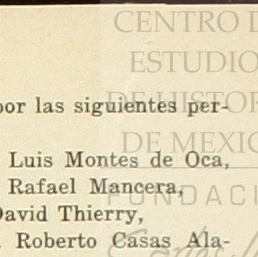 CENTRO D
ESTUDIO
DE HISTOR
DE MEXIC
FUNDACI
por las siguientes per-
Luis Montes de Oca,
Rafael Mancera,
David Thierry,
Roberto Casas Ala-